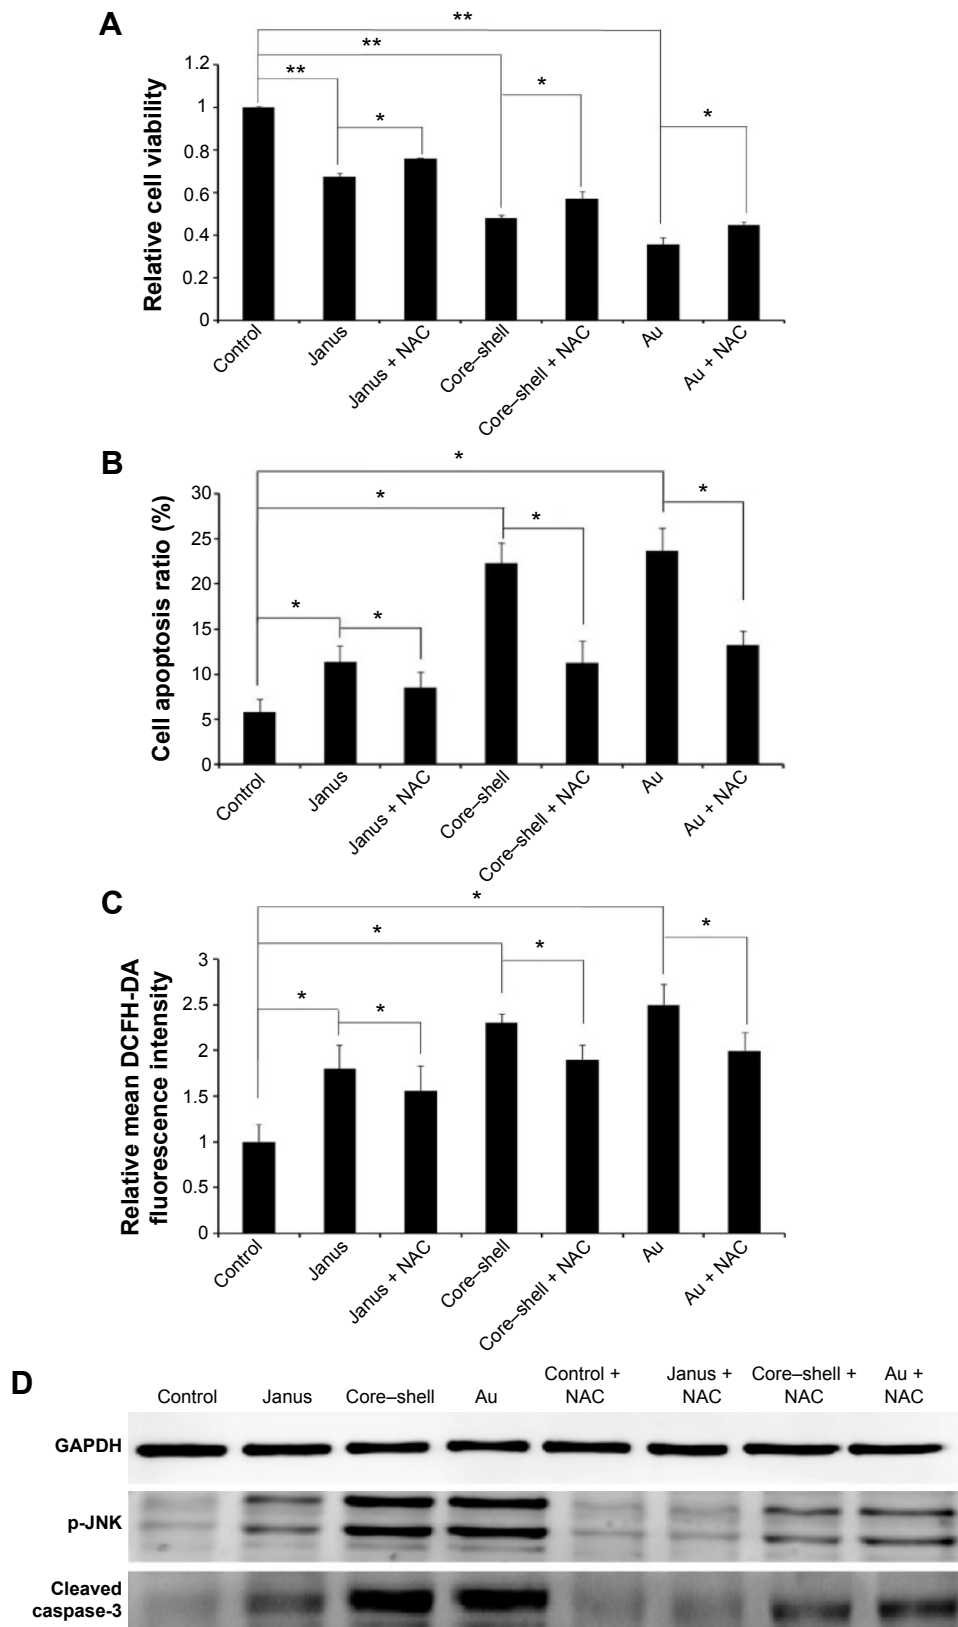 A
**
**
**
*
*
*
Relative cell viability
1.2
1
0.8
0.6
0.4
0.2
0
Control
Janus
Janus + NAC
Core–shell
Core–shell + NAC
Au
Au + NAC
B
*
*
*
*
*
*
Cell apoptosis ratio (%)
30
25
20
15
10
5
0
Control
Janus
Janus + NAC
Core–shell
Core–shell + NAC
Au
Au + NAC
C
*
*
*
*
*
*
Relative mean DCFH-DA
fluorescence intensity
3
2.5
2
1.5
1
0.5
0
Control
Janus
Janus + NAC
Core–shell
Core–shell + NAC
Au
Au + NAC
D
Control
Janus
Core–shell
Au
Control +
NAC
Janus +
NAC
Core–shell +
NAC
Au +
NAC
GAPDH
p-JNK
Cleaved
caspase-3